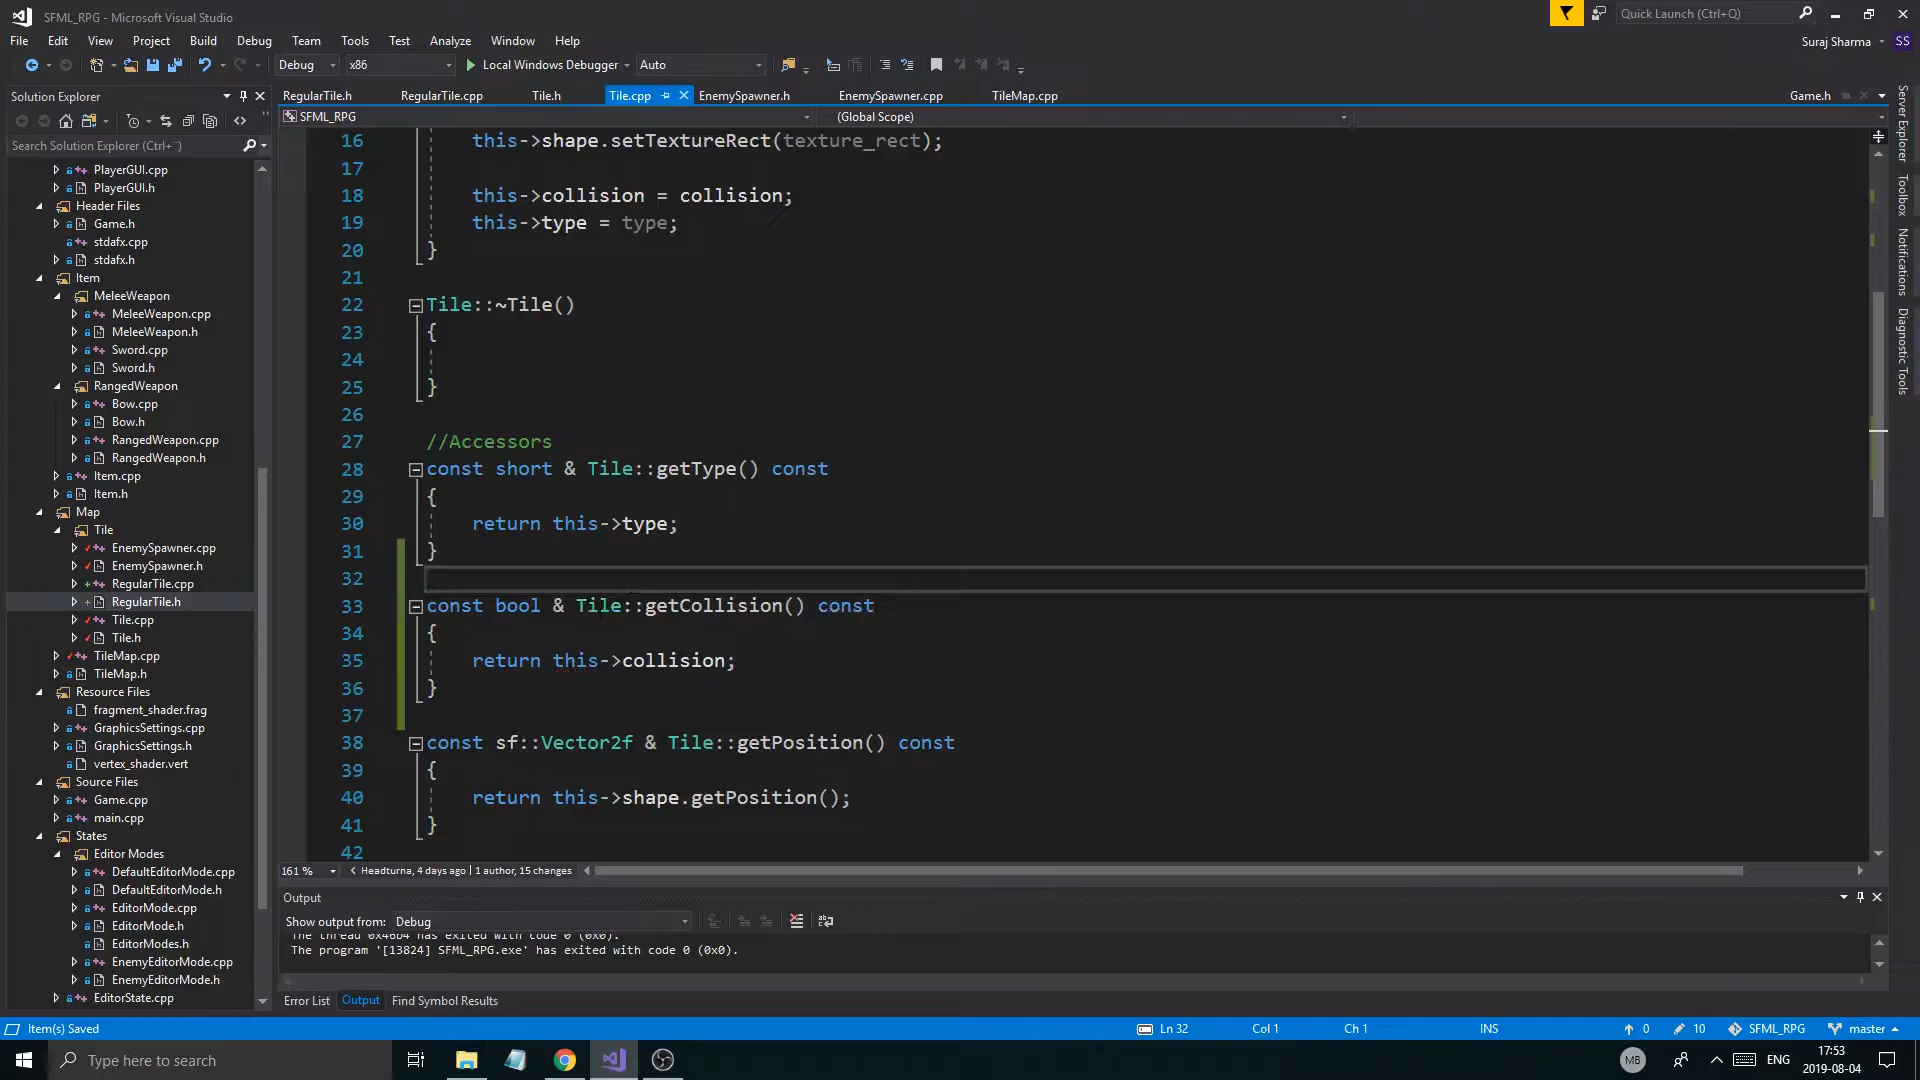 SFML_RPG - Microsoft Visual Studio
Quick Launch (Ctrl+Q)
File Edit View Project Build Debug Team Tools Test Analyze Window Help
Suraj Sharma SS
Debug x86 Local Windows Debugger Auto
Solution Explorer
RegularTile.h RegularTile.cpp Tile.h Tile.cpp EnemySpawner.h EnemySpawner.cpp TileMap.cpp Game.h
SFML_RPG (Global Scope)
Search Solution Explorer (Ctrl+¨)
PlayerGUI.cpp
PlayerGUI.h
Header Files
Game.h
stdafx.cpp
stdafx.h
Item
MeleeWeapon
MeleeWeapon.cpp
MeleeWeapon.h
Sword.cpp
Sword.h
RangedWeapon
Bow.cpp
Bow.h
RangedWeapon.cpp
RangedWeapon.h
Item.cpp
Item.h
Map
Tile
EnemySpawner.cpp
EnemySpawner.h
RegularTile.cpp
RegularTile.h
Tile.cpp
Tile.h
TileMap.cpp
TileMap.h
Resource Files
fragment_shader.frag
GraphicsSettings.cpp
GraphicsSettings.h
vertex_shader.vert
Source Files
Game.cpp
main.cpp
States
Editor Modes
DefaultEditorMode.cpp
DefaultEditorMode.h
EditorMode.cpp
EditorMode.h
EditorModes.h
EnemyEditorMode.cpp
EnemyEditorMode.h
EditorState.cpp
16 this->shape.setTextureRect(texture_rect);
17
18 this->collision = collision;
19 this->type = type;
20 }
21
22 Tile::~Tile()
23 {
24
25 }
26
27 //Accessors
28 const short & Tile::getType() const
29 {
30 return this->type;
31 }
32
33 const bool & Tile::getCollision() const
34 {
35 return this->collision;
36 }
37
38 const sf::Vector2f & Tile::getPosition() const
39 {
40 return this->shape.getPosition();
41 }
42
161 % Headturna, 4 days ago | 1 author, 15 changes
Output
Show output from: Debug
The thread 0x46b4 has exited with code 0 (0x0).
The program '[13824] SFML_RPG.exe' has exited with code 0 (0x0).
Error List Output Find Symbol Results
Server Explorer
Toolbox
Notifications
Diagnostic Tools
Item(s) Saved Ln 32 Col 1 Ch 1 INS 0 10 SFML_RPG master
Type here to search
MB ENG 17:53
2019-08-04